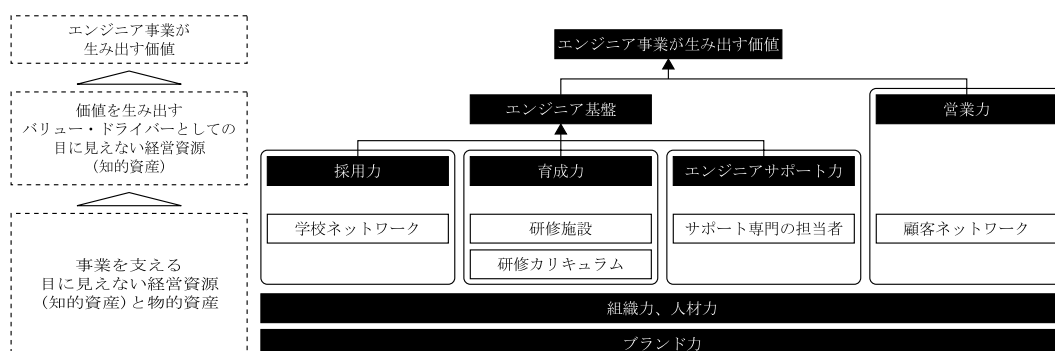 エンジニア事業が
生み出す価値
価値を生み出す
バリュー・ドライバーとしての
目に見えない経営資源
(知的資産)
事業を支える
目に見えない経営資源
(知的資産)と物的資産
エンジニア事業が生み出す価値
エンジニア基盤
営業力
採用力
育成力
エンジニアサポート力
学校ネットワーク
研修施設
サポート専門の担当者
顧客ネットワーク
研修カリキュラム
組織力、人材力
ブランド力